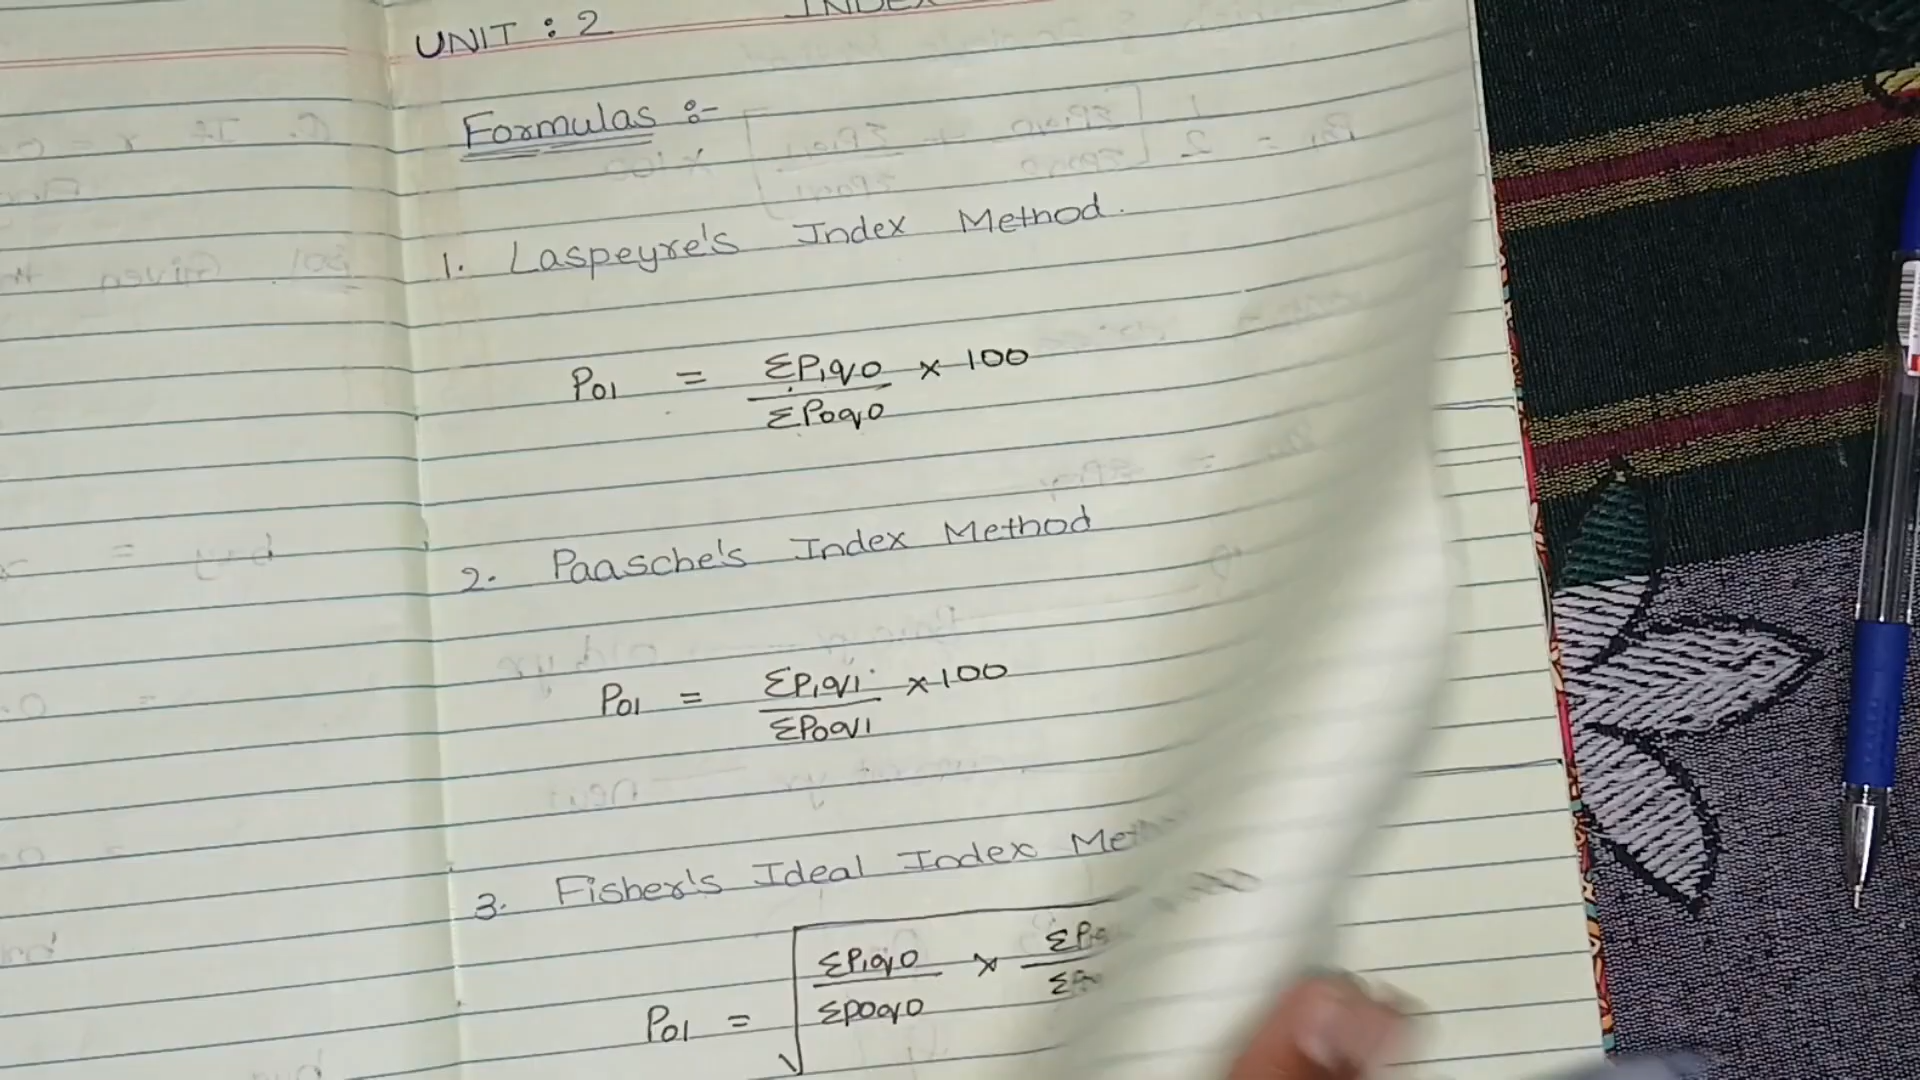 UNIT : 2
INDEX
Formulas :-
1. Laspeyre's Index Method.
P01 = ΣP1q0 / ΣP0q0 × 100
2. Paasche's Index Method
P01 = ΣP1q1 / ΣP0q1 × 100
3. Fisher's Ideal Index
P01 = √ ΣP1q0 / ΣP0q0 ×